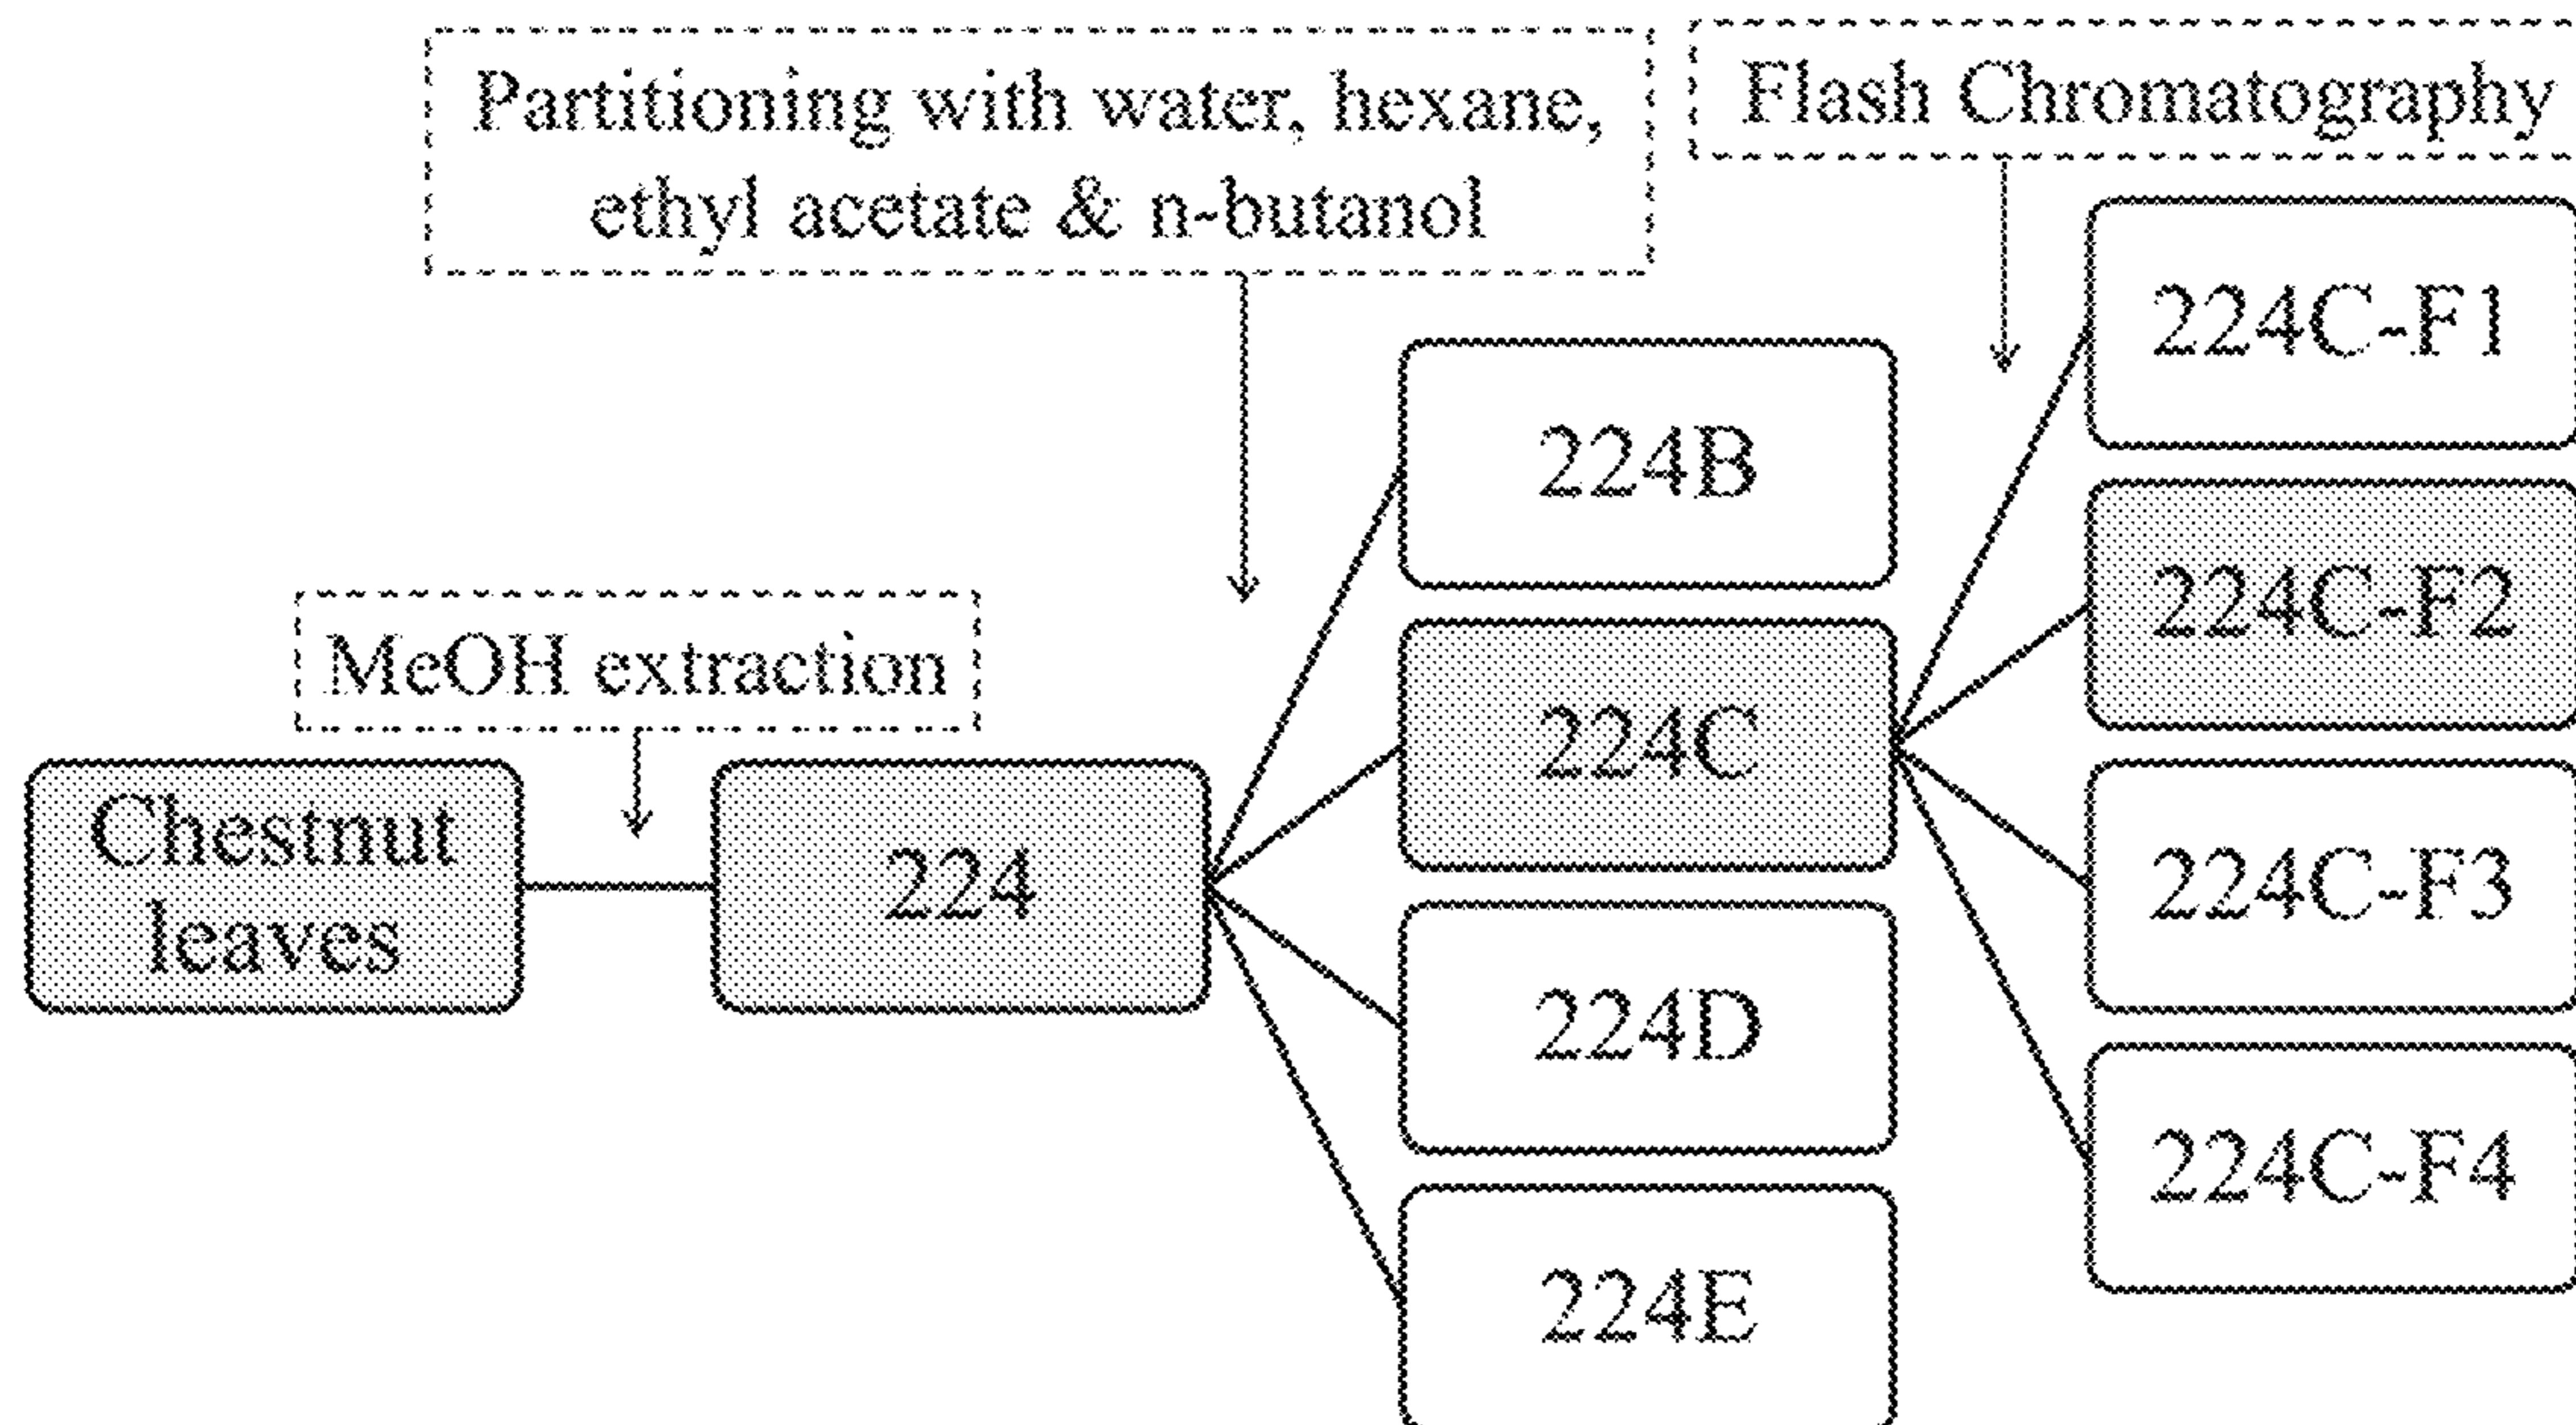 Partitioning with water, hexane,
ethyl acetate & n-butanol
Flash Chromatography
MeOH extraction
Chestnut
leaves
224
224B
224C
224D
224E
224C-F1
224C-F2
224C-F3
224C-F4